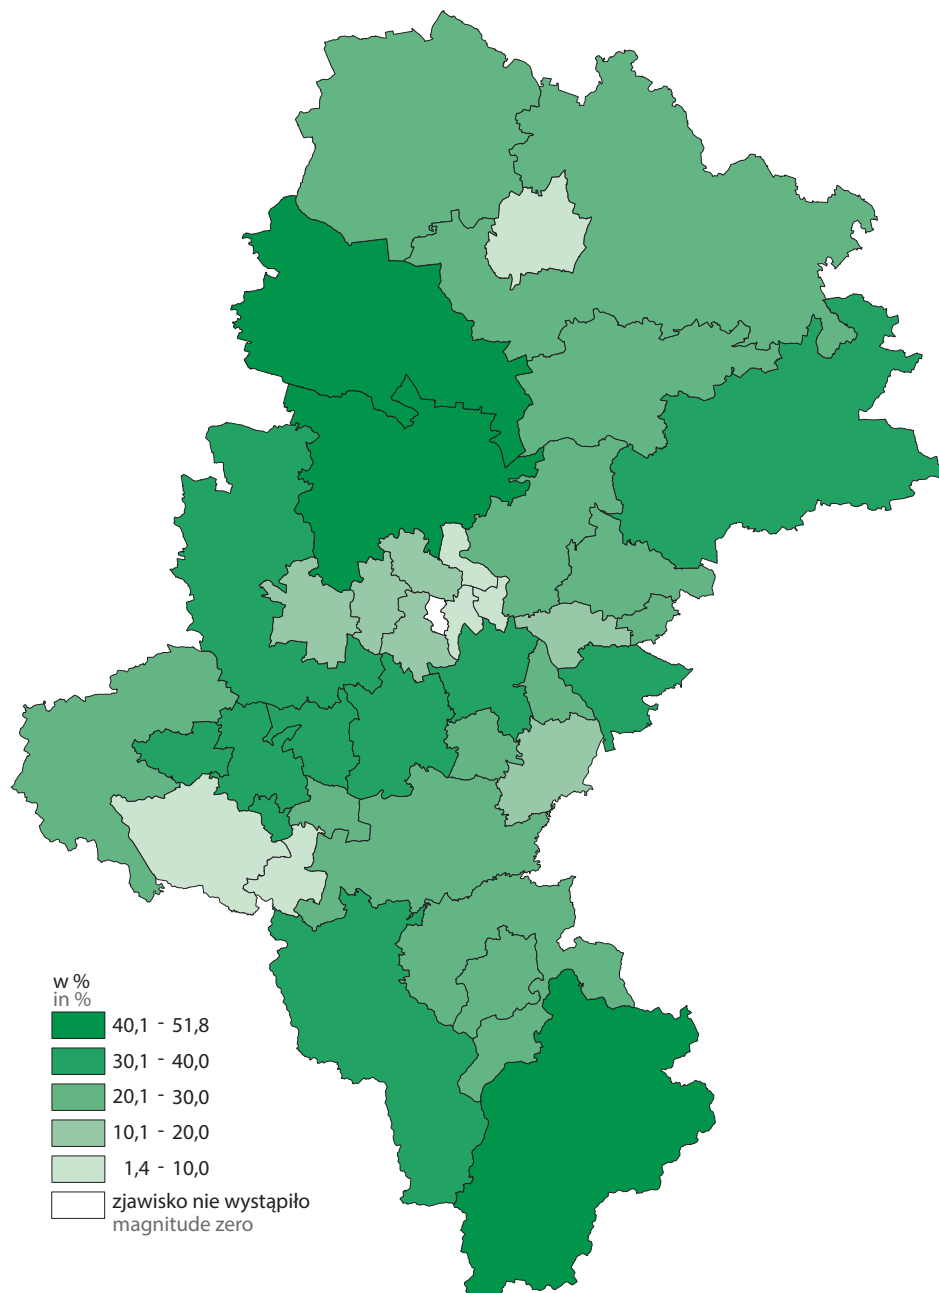 w %
in %
40,1 - 51,8
30,1 - 40,0
20,1 - 30,0
10,1 - 20,0
1,4 - 10,0
zjawisko nie wystąpiło
magnitude zero